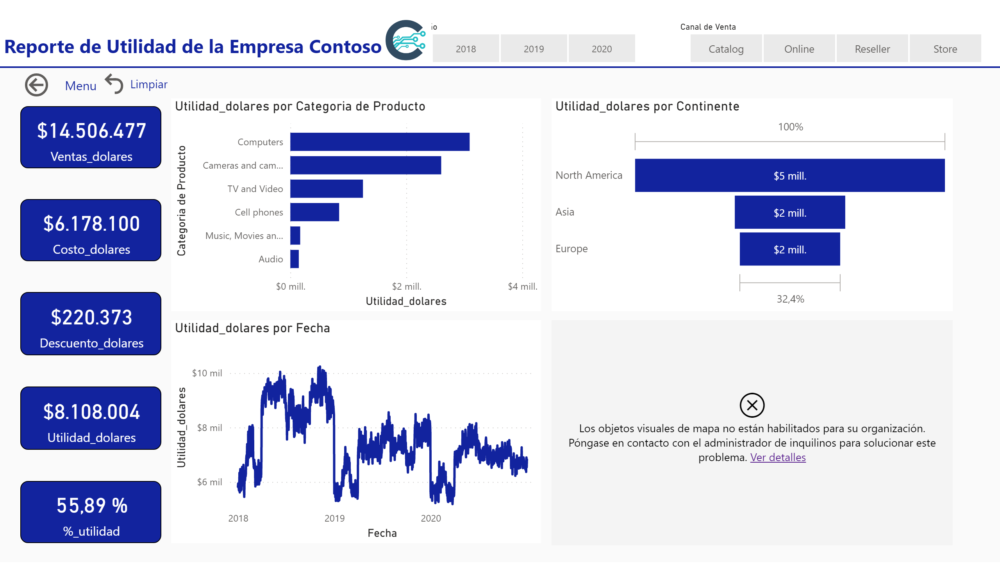 Reporte de Utilidad de la Empresa Contoso
2018
2019
2020
Canal de Venta
Catalog
Online
Reseller
Store
Menu
Limpiar
$14.506.477
Ventas_dolares
$6.178.100
Costo_dolares
$220.373
Descuento_dolares
$8.108.004
Utilidad_dolares
55,89 %
%_utilidad
Utilidad_dolares por Categoria de Producto
Categoria de Producto
Computers
Cameras and cam...
TV and Video
Cell phones
Music, Movies an...
Audio
$0 mill.
$2 mill.
$4 mill.
Utilidad_dolares
Utilidad_dolares por Continente
100%
North America
$5 mill.
Asia
$2 mill.
Europe
$2 mill.
32,4%
Utilidad_dolares por Fecha
Utilidad_dolares
$10 mil
$8 mil
$6 mil
2018
2019
2020
Fecha
Los objetos visuales de mapa no están habilitados para su organización.
Póngase en contacto con el administrador de inquilinos para solucionar este
problema. Ver detalles